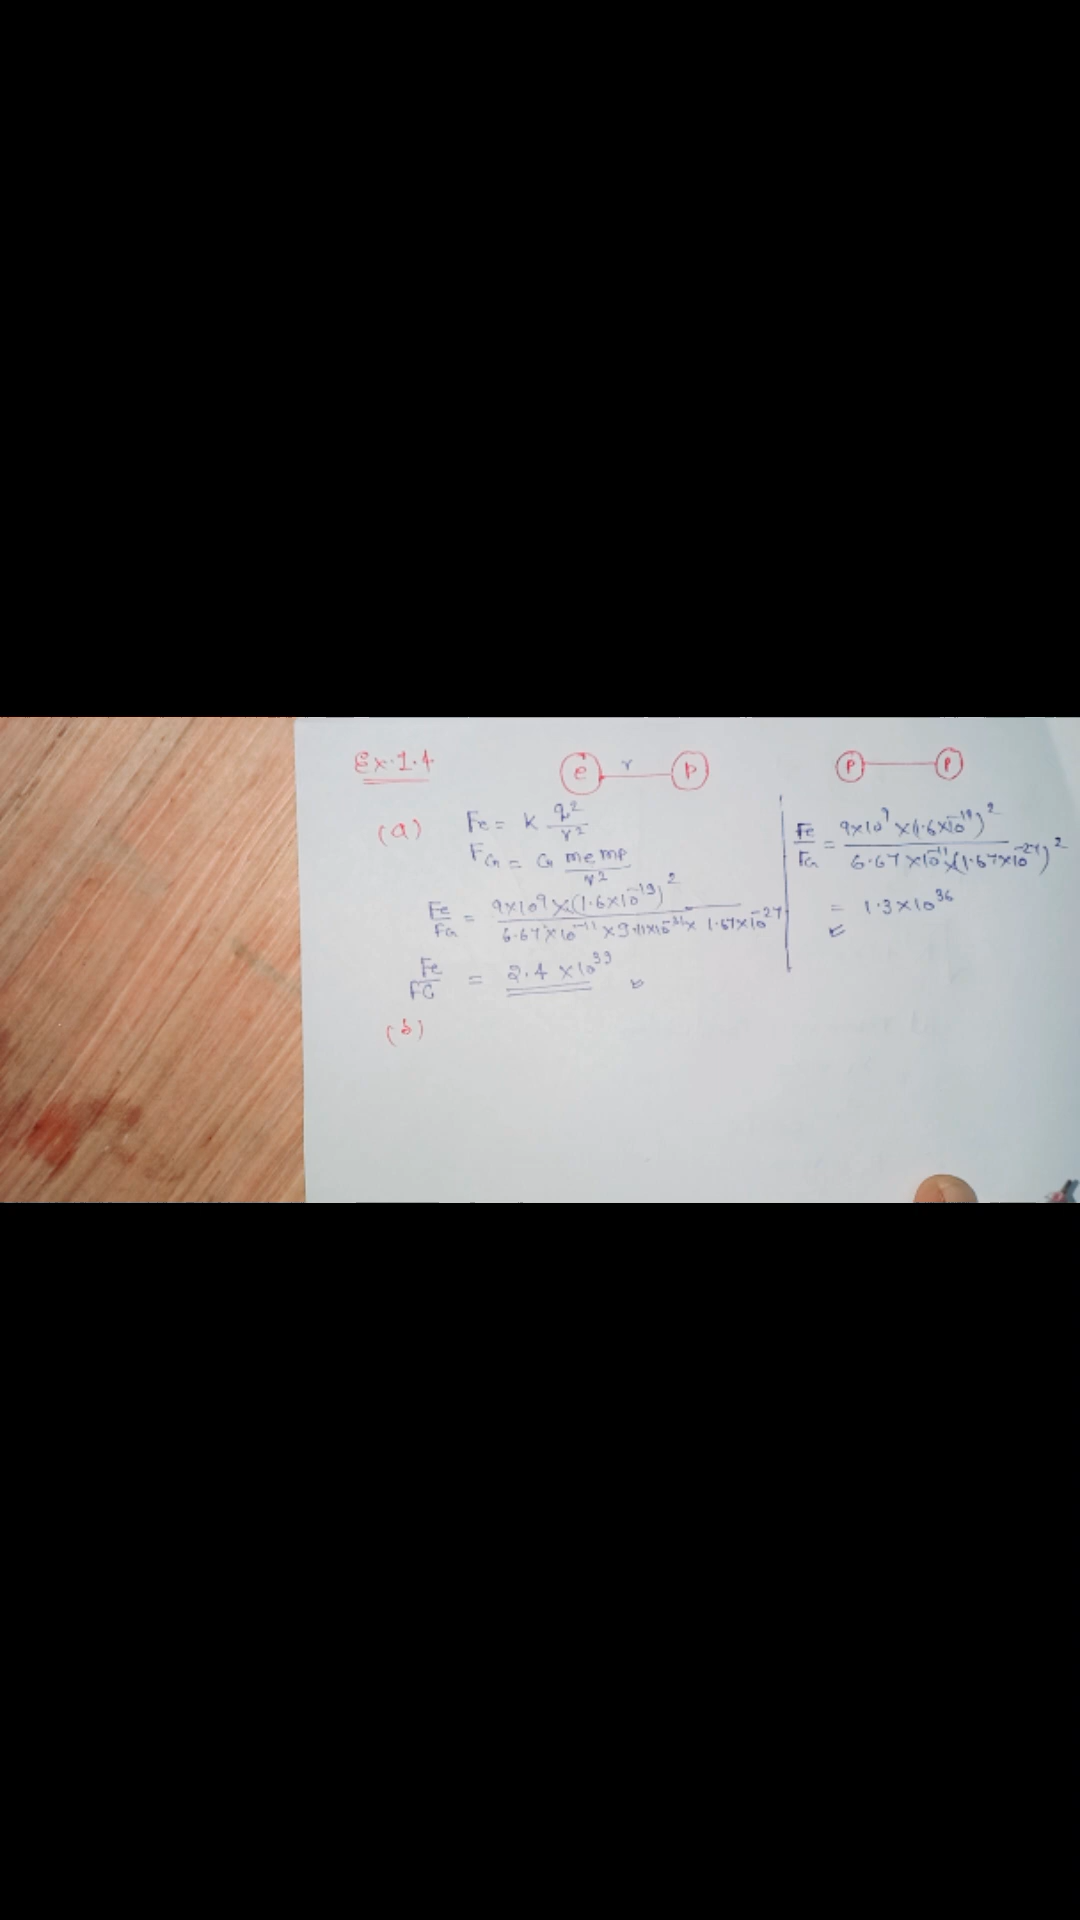 Ex.1.4
e r p
(a) Fe = K q²/r²
FG = G me mp/r²
Fe/FG = 9×10⁹ × (1.6×10⁻¹⁹)² / 6.67×10⁻¹¹ × 9.11×10⁻³¹ × 1.67×10⁻²⁷
Fe/FG = 2.4 × 10³⁹
(b)
P P
Fe/FG = 9×10⁹ × (1.6×10⁻¹⁹)² / 6.67×10⁻¹¹ × (1.67×10⁻²⁷)²
= 1.3×10³⁶